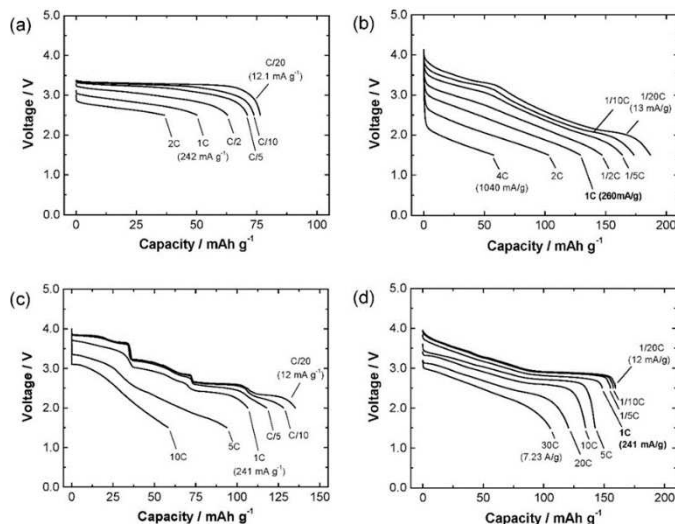 (a)
5.0
4.0
3.0
2.0
1.0
0.0
Voltage / V
C/20
(12.1 mA g⁻¹)
2C
1C
(242 mA g⁻¹)
C/2
C/5
C/10
0
25
50
75
100
Capacity / mAh g⁻¹
(b)
5.0
4.0
3.0
2.0
1.0
0.0
Voltage / V
1/10C
1/20C
(13 mA/g)
4C
(1040 mA/g)
2C
1C (260mA/g)
1/2C
1/5C
0
50
100
150
200
Capacity / mAh g⁻¹
(c)
5.0
4.0
3.0
2.0
1.0
0.0
Voltage / V
C/20
(12 mA g⁻¹)
10C
5C
1C
(241 mA g⁻¹)
C/5
C/10
0
25
50
75
100
125
150
Capacity / mAh g⁻¹
(d)
5.0
4.0
3.0
2.0
1.0
0.0
Voltage / V
1/20C
(12 mA/g)
1/10C
1/5C
1C
(241 mA/g)
30C
(7.23 A/g)
20C
10C
5C
0
50
100
150
200
Capacity / mAh g⁻¹